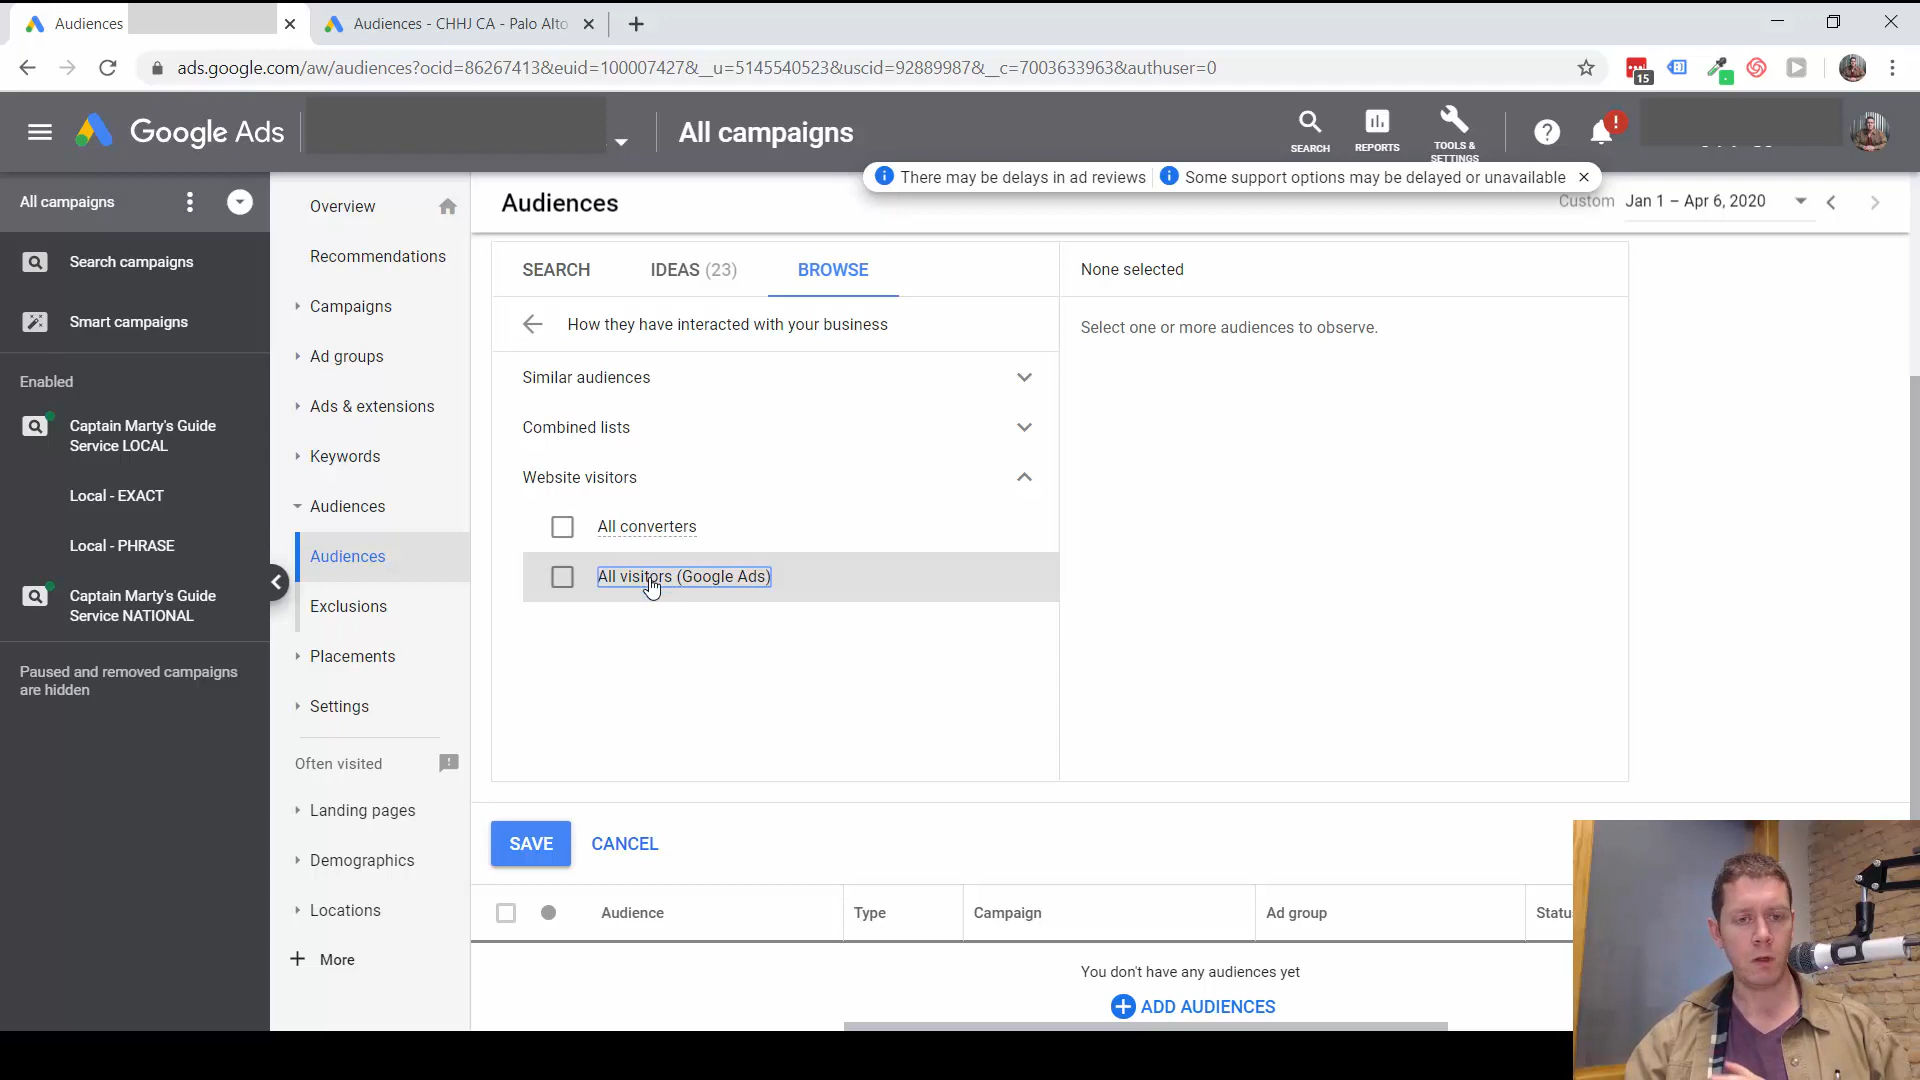 Audiences
Audiences - CHHJ CA - Palo Alto
ads.google.com/aw/audiences?ocid=86267413&euid=100007427&__u=5145540523&uscid=92889987&__c=7003633963&authuser=0
15
Google Ads
All campaigns
SEARCH
REPORTS
TOOLS &
SETTINGS
?
!
There may be delays in ad reviews
Some support options may be delayed or unavailable
All campaigns
Search campaigns
Smart campaigns
Enabled
Captain Marty's Guide
Service LOCAL
Local - EXACT
Local - PHRASE
Captain Marty's Guide
Service NATIONAL
Paused and removed campaigns
are hidden
Overview
Recommendations
Campaigns
Ad groups
Ads & extensions
Keywords
Audiences
Audiences
Exclusions
Placements
Settings
Often visited
Landing pages
Demographics
Locations
More
Audiences
Custom
Jan 1 – Apr 6, 2020
SEARCH
IDEAS (23)
BROWSE
How they have interacted with your business
Similar audiences
Combined lists
Website visitors
All converters
All visitors (Google Ads)
None selected
Select one or more audiences to observe.
SAVE
CANCEL
Audience
Type
Campaign
Ad group
Statu
You don't have any audiences yet
ADD AUDIENCES